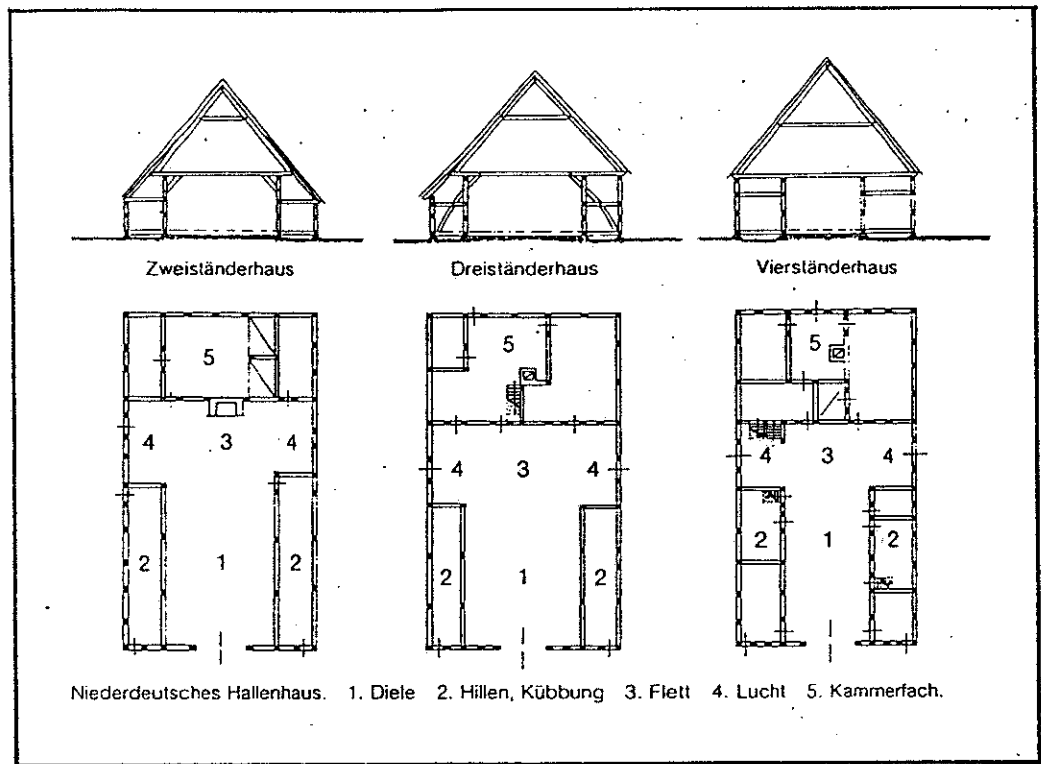 Zweiständerhaus Dreiständerhaus Vierständerhaus
5 5 5
4 3 4 4 3 4 4 3 4
2 1 2 2 1 2 2 1 2
Niederdeutsches Hallenhaus. 1. Diele 2. Hillen, Kübbung 3. Flett 4. Lucht 5. Kammerfach.